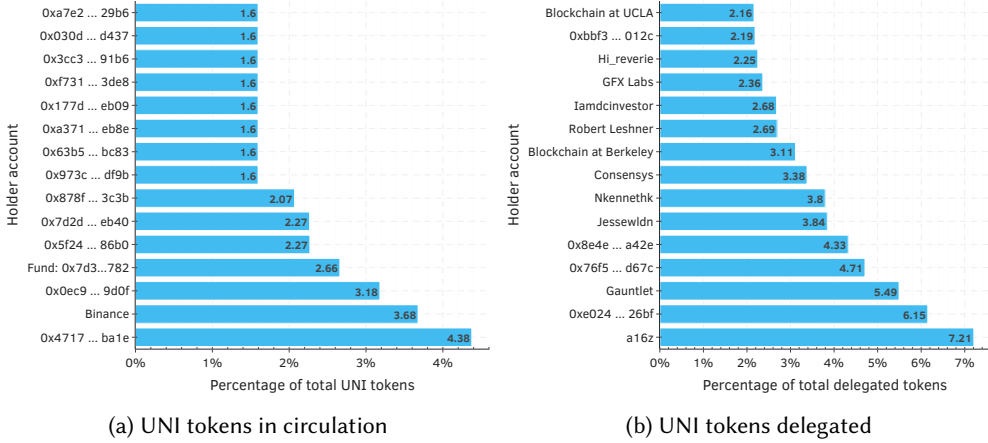 0xa7e2 ... 29b6 1.6
0x030d ... d437 1.6
0x3cc3 ... 91b6 1.6
0xf731 ... 3de8 1.6
0x177d ... eb09 1.6
0xa371 ... eb8e 1.6
0x63b5 ... bc83 1.6
0x973c ... df9b 1.6
0x878f ... 3c3b 2.07
0x7d2d ... eb40 2.27
0x5f24 ... 86b0 2.27
Fund: 0x7d3...782 2.66
0x0ec9 ... 9d0f 3.18
Binance 3.68
0x4717 ... ba1e 4.38
Holder account
0% 1% 2% 3% 4%
Percentage of total UNI tokens
(a) UNI tokens in circulation
Blockchain at UCLA 2.16
0xbbf3 ... 012c 2.19
Hi_reverie 2.25
GFX Labs 2.36
Iamdcinvestor 2.68
Robert Leshner 2.69
Blockchain at Berkeley 3.11
Consensys 3.38
Nkennethk 3.8
Jessewldn 3.84
0x8e4e ... a42e 4.33
0x76f5 ... d67c 4.71
Gauntlet 5.49
0xe024 ... 26bf 6.15
a16z 7.21
Holder account
0% 1% 2% 3% 4% 5% 6% 7%
Percentage of total delegated tokens
(b) UNI tokens delegated